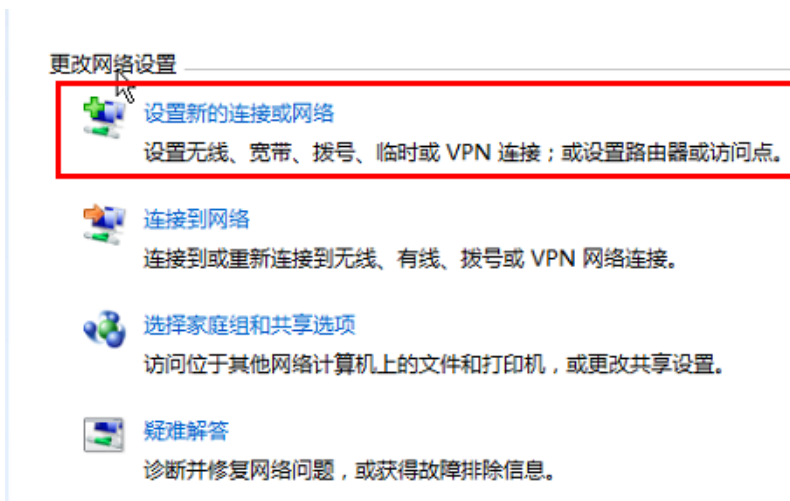 更改网络设置
设置新的连接或网络
设置无线、宽带、拨号、临时或 VPN 连接；或设置路由器或访问点。
连接到网络
连接到或重新连接到无线、有线、拨号或 VPN 网络连接。
选择家庭组和共享选项
访问位于其他网络计算机上的文件和打印机，或更改共享设置。
疑难解答
诊断并修复网络问题，或获得故障排除信息。